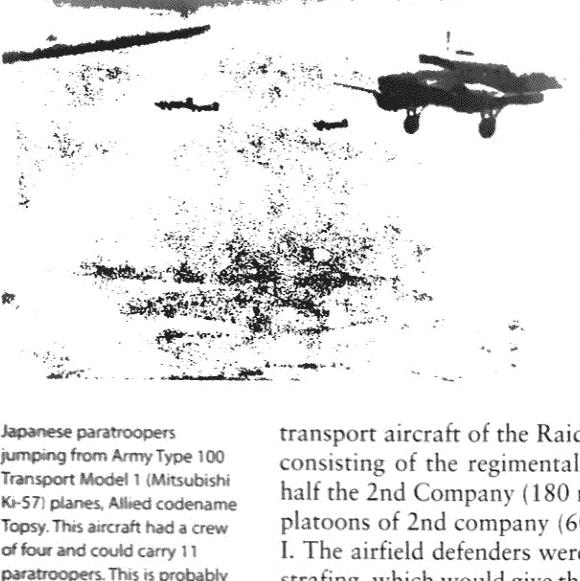 Japanese paratroopers
jumping from Army Type 100
Transport Model 1 (Mitsubishi
Ki-57) planes, Allied codename
Topsy. This aircraft had a crew
of four and could carry 11
paratroopers. This is probably
transport aircraft of the Raid
consisting of the regimental
half the 2nd Company (180
platoons of 2nd company (6
I. The airfield defenders were
strafing, which would give th